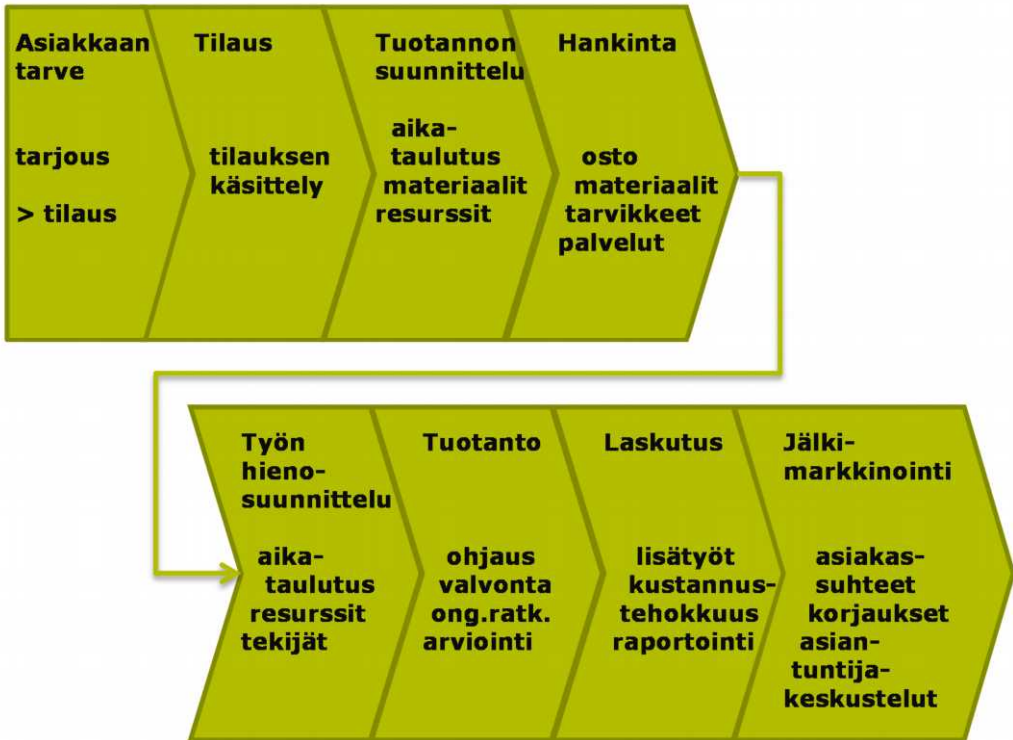 Asiakkaan
tarve
tarjous
> tilaus
Tilaus
tilauksen
käsittely
Tuotannon
suunnittelu
aika-
taulutus
materiaalit
resurssit
Hankinta
osto
materiaalit
tarvikkeet
palvelut
Työn
hieno-
suunnittelu
aika-
taulutus
resurssit
tekijät
Tuotanto
ohjaus
valvonta
ong.ratk.
arviointi
Laskutus
lisätyöt
kustannus-
tehokkuus
raportointi
Jälki-
markkinointi
asiakas-
suhteet
korjaukset
asian-
tuntija-
keskustelut